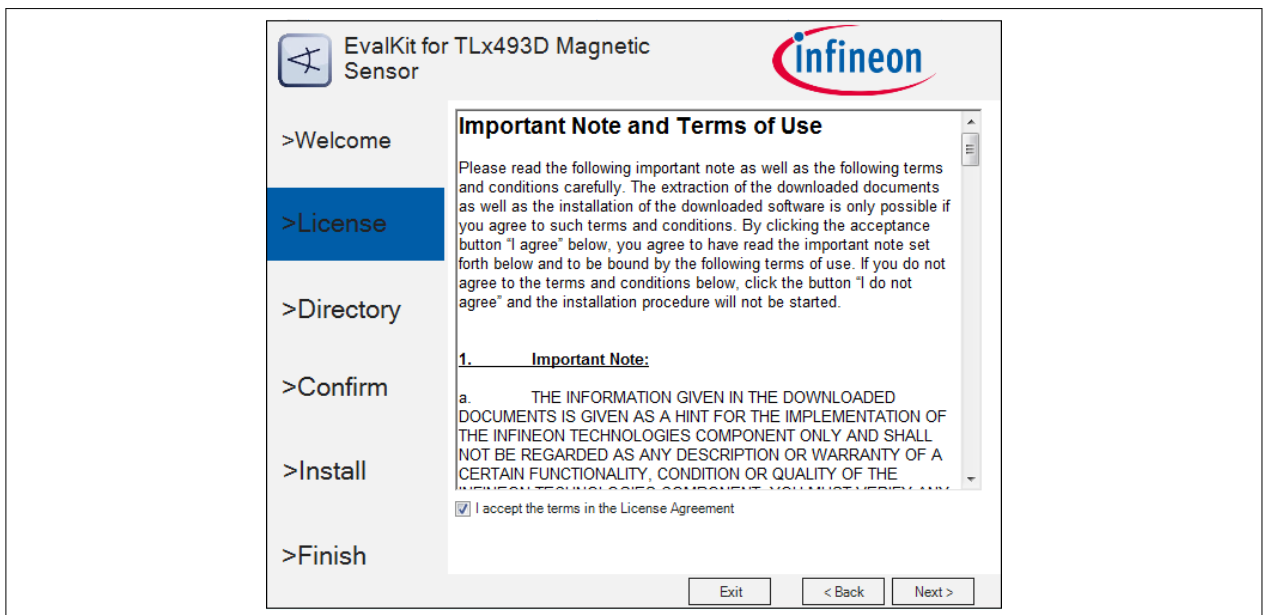 EvalKit for TLx493D Magnetic
Sensor
infineon
>Welcome
>License
>Directory
>Confirm
>Install
>Finish
Important Note and Terms of Use
Please read the following important note as well as the following terms
and conditions carefully. The extraction of the downloaded documents
as well as the installation of the downloaded software is only possible if
you agree to such terms and conditions. By clicking the acceptance
button “I agree” below, you agree to have read the important note set
forth below and to be bound by the following terms of use. If you do not
agree to the terms and conditions below, click the button “I do not
agree” and the installation procedure will not be started.
1. Important Note:
a. THE INFORMATION GIVEN IN THE DOWNLOADED
DOCUMENTS IS GIVEN AS A HINT FOR THE IMPLEMENTATION OF
THE INFINEON TECHNOLOGIES COMPONENT ONLY AND SHALL
NOT BE REGARDED AS ANY DESCRIPTION OR WARRANTY OF A
CERTAIN FUNCTIONALITY, CONDITION OR QUALITY OF THE
INFINEON TECHNOLOGIES COMPONENT. YOU MUST VERIFY ANY
I accept the terms in the License Agreement
Exit
< Back
Next >